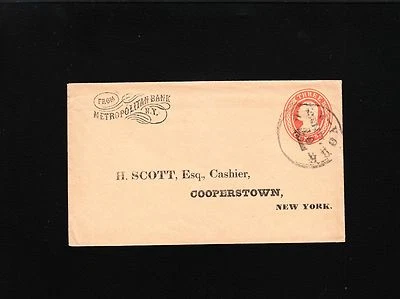 FROM
METROPOLITAN BANK
N.Y.
THREE
H. SCOTT, Esq., Cashier,
COOPERSTOWN,
NEW YORK.